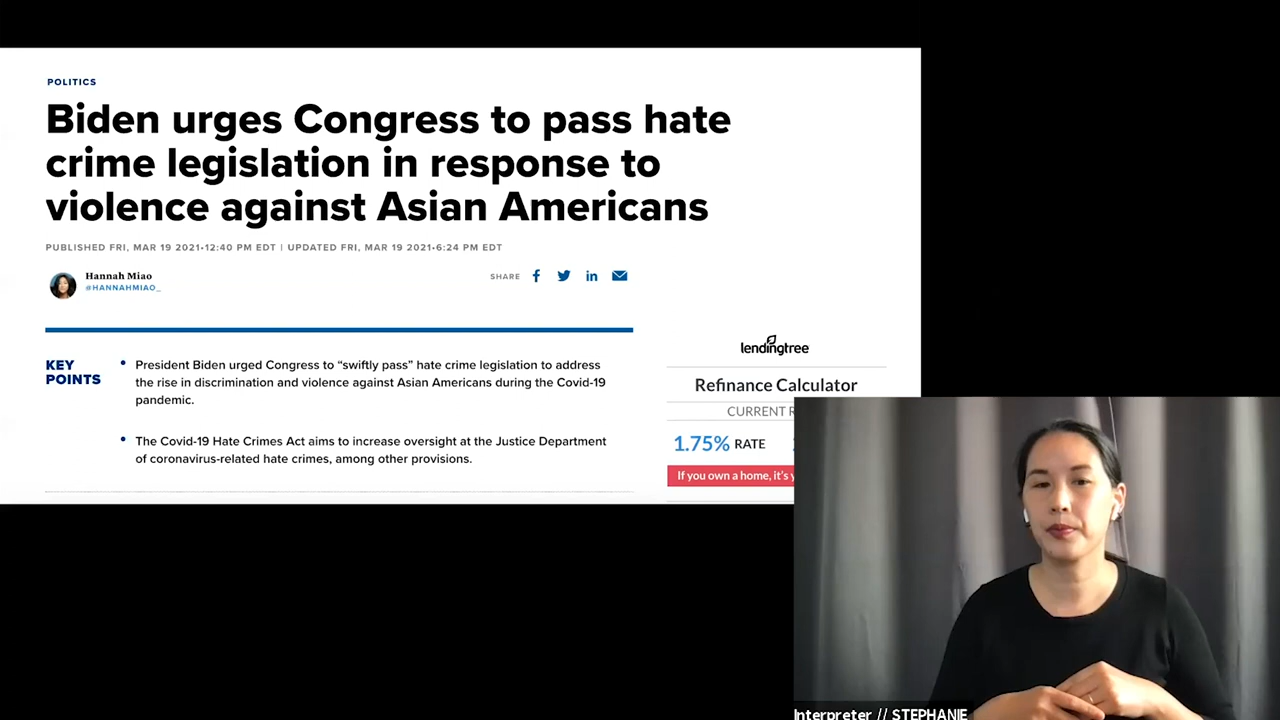 POLITICS
Biden urges Congress to pass hate
crime legislation in response to
violence against Asian Americans
PUBLISHED FRI, MAR 19 2021•12:40 PM EDT | UPDATED FRI, MAR 19 2021•6:24 PM EDT
Hannah Miao
@HANNAHMIAO_
SHARE
KEY
POINTS
• President Biden urged Congress to “swiftly pass” hate crime legislation to address
the rise in discrimination and violence against Asian Americans during the Covid-19
pandemic.
• The Covid-19 Hate Crimes Act aims to increase oversight at the Justice Department
of coronavirus-related hate crimes, among other provisions.
lendingtree
Refinance Calculator
CURRENT
1.75% RATE
If you own a home, it's
Interpreter // STEPHANIE